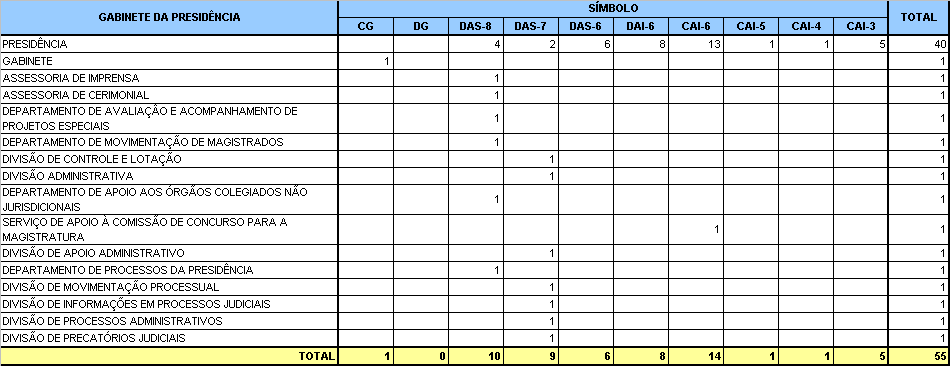 GABINETE DA PRESIDÊNCIA SÍMBOLO TOTAL
CG DG DAS-8 DAS-7 DAS-6 DAI-6 CAI-6 CAI-5 CAI-4 CAI-3
PRESIDÊNCIA 4 2 6 8 13 1 1 5 40
GABINETE 1 1
ASSESSORIA DE IMPRENSA 1 1
ASSESSORIA DE CERIMONIAL 1 1
DEPARTAMENTO DE AVALIAÇÃO E ACOMPANHAMENTO DE
PROJETOS ESPECIAIS 1 1
DEPARTAMENTO DE MOVIMENTAÇÃO DE MAGISTRADOS 1 1
DIVISÃO DE CONTROLE E LOTAÇÃO 1 1
DIVISÃO ADMINISTRATIVA 1 1
DEPARTAMENTO DE APOIO AOS ÓRGÃOS COLEGIADOS NÃO
JURISDICIONAIS 1 1
SERVIÇO DE APOIO À COMISSÃO DE CONCURSO PARA A
MAGISTRATURA 1 1
DIVISÃO DE APOIO ADMINISTRATIVO 1 1
DEPARTAMENTO DE PROCESSOS DA PRESIDÊNCIA 1 1
DIVISÃO DE MOVIMENTAÇÃO PROCESSUAL 1 1
DIVISÃO DE INFORMAÇÕES EM PROCESSOS JUDICIAIS 1 1
DIVISÃO DE PROCESSOS ADMINISTRATIVOS 1 1
DIVISÃO DE PRECATÓRIOS JUDICIAIS 1 1
TOTAL 1 0 10 9 6 8 14 1 1 5 55